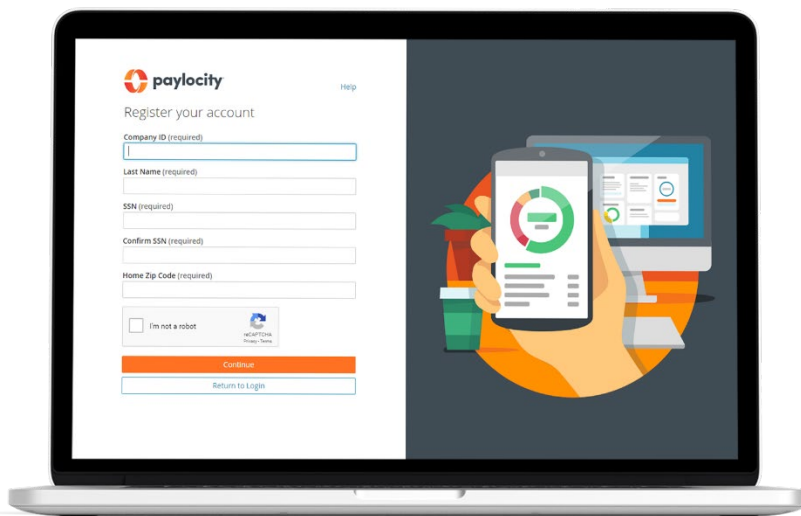 paylocity
Help
Register your account
Company ID (required)
Last Name (required)
SSN (required)
Confirm SSN (required)
Home Zip Code (required)
I'm not a robot
reCAPTCHA
Privacy - Terms
Continue
Return to Login